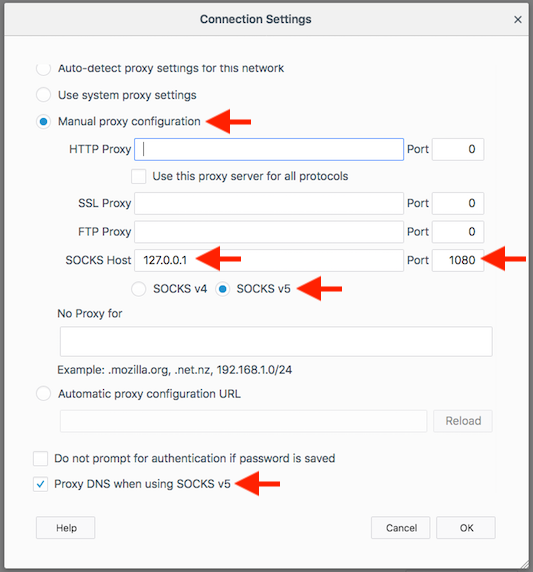 Connection Settings ×
Auto-detect proxy settings for this network
Use system proxy settings
Manual proxy configuration
HTTP Proxy Port 0
Use this proxy server for all protocols
SSL Proxy Port 0
FTP Proxy Port 0
SOCKS Host 127.0.0.1 Port 1080
SOCKS v4 SOCKS v5
No Proxy for
Example: .mozilla.org, .net.nz, 192.168.1.0/24
Automatic proxy configuration URL
Reload
Do not prompt for authentication if password is saved
Proxy DNS when using SOCKS v5
Help Cancel OK